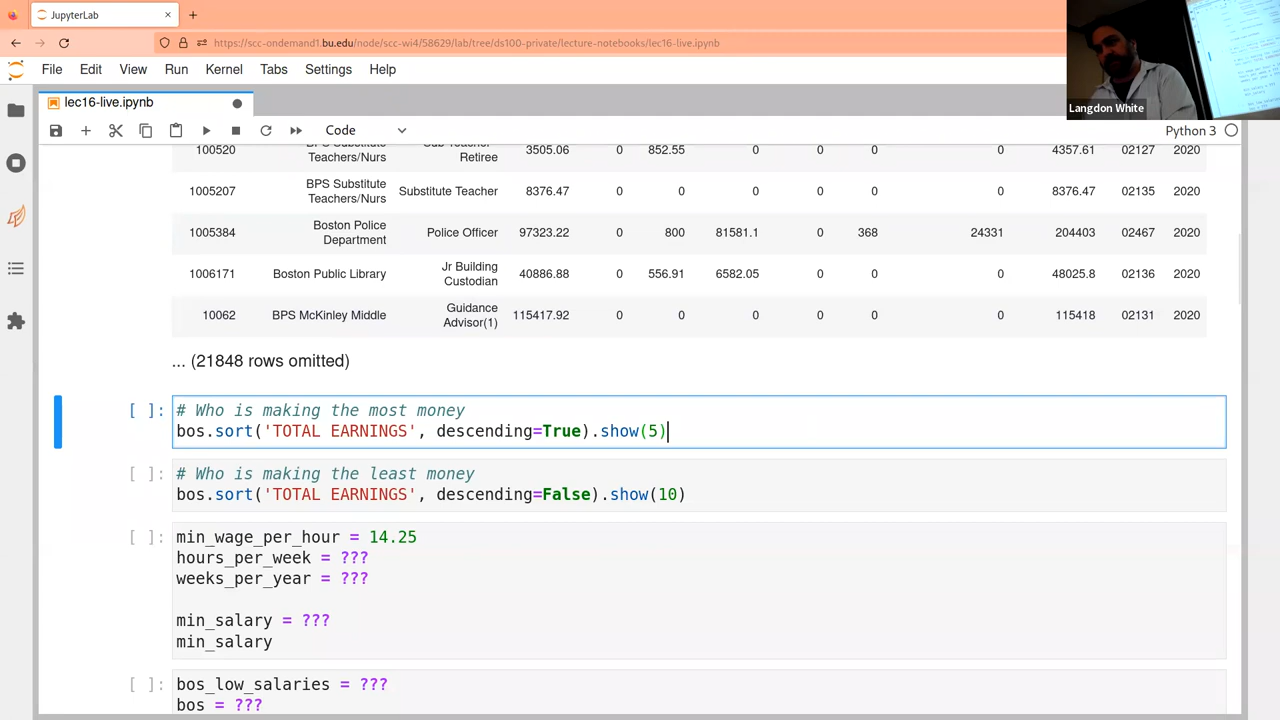 JupyterLab
https://scc-ondemand1.bu.edu/node/scc-wi4/58629/lab/tree/ds100-private/lecture-notebooks/lec16-live.ipynb
Langdon White
File Edit View Run Kernel Tabs Settings Help
lec16-live.ipynb
Code
Python 3
100520 BPS Substitute Teachers/Nurs Sub Teacher Retiree 3505.06 0 852.55 0 0 0 0 4357.61 02127 2020
1005207 BPS Substitute Teachers/Nurs Substitute Teacher 8376.47 0 0 0 0 0 0 8376.47 02135 2020
1005384 Boston Police Department Police Officer 97323.22 0 800 81581.1 0 368 24331 204403 02467 2020
1006171 Boston Public Library Jr Building Custodian 40886.88 0 556.91 6582.05 0 0 0 48025.8 02136 2020
10062 BPS McKinley Middle Guidance Advisor(1) 115417.92 0 0 0 0 0 0 115418 02131 2020
... (21848 rows omitted)
[ ]: # Who is making the most money
bos.sort('TOTAL EARNINGS', descending=True).show(5)
[ ]: # Who is making the least money
bos.sort('TOTAL EARNINGS', descending=False).show(10)
[ ]: min_wage_per_hour = 14.25
hours_per_week = ???
weeks_per_year = ???
min_salary = ???
min_salary
[ ]: bos_low_salaries = ???
bos = ???